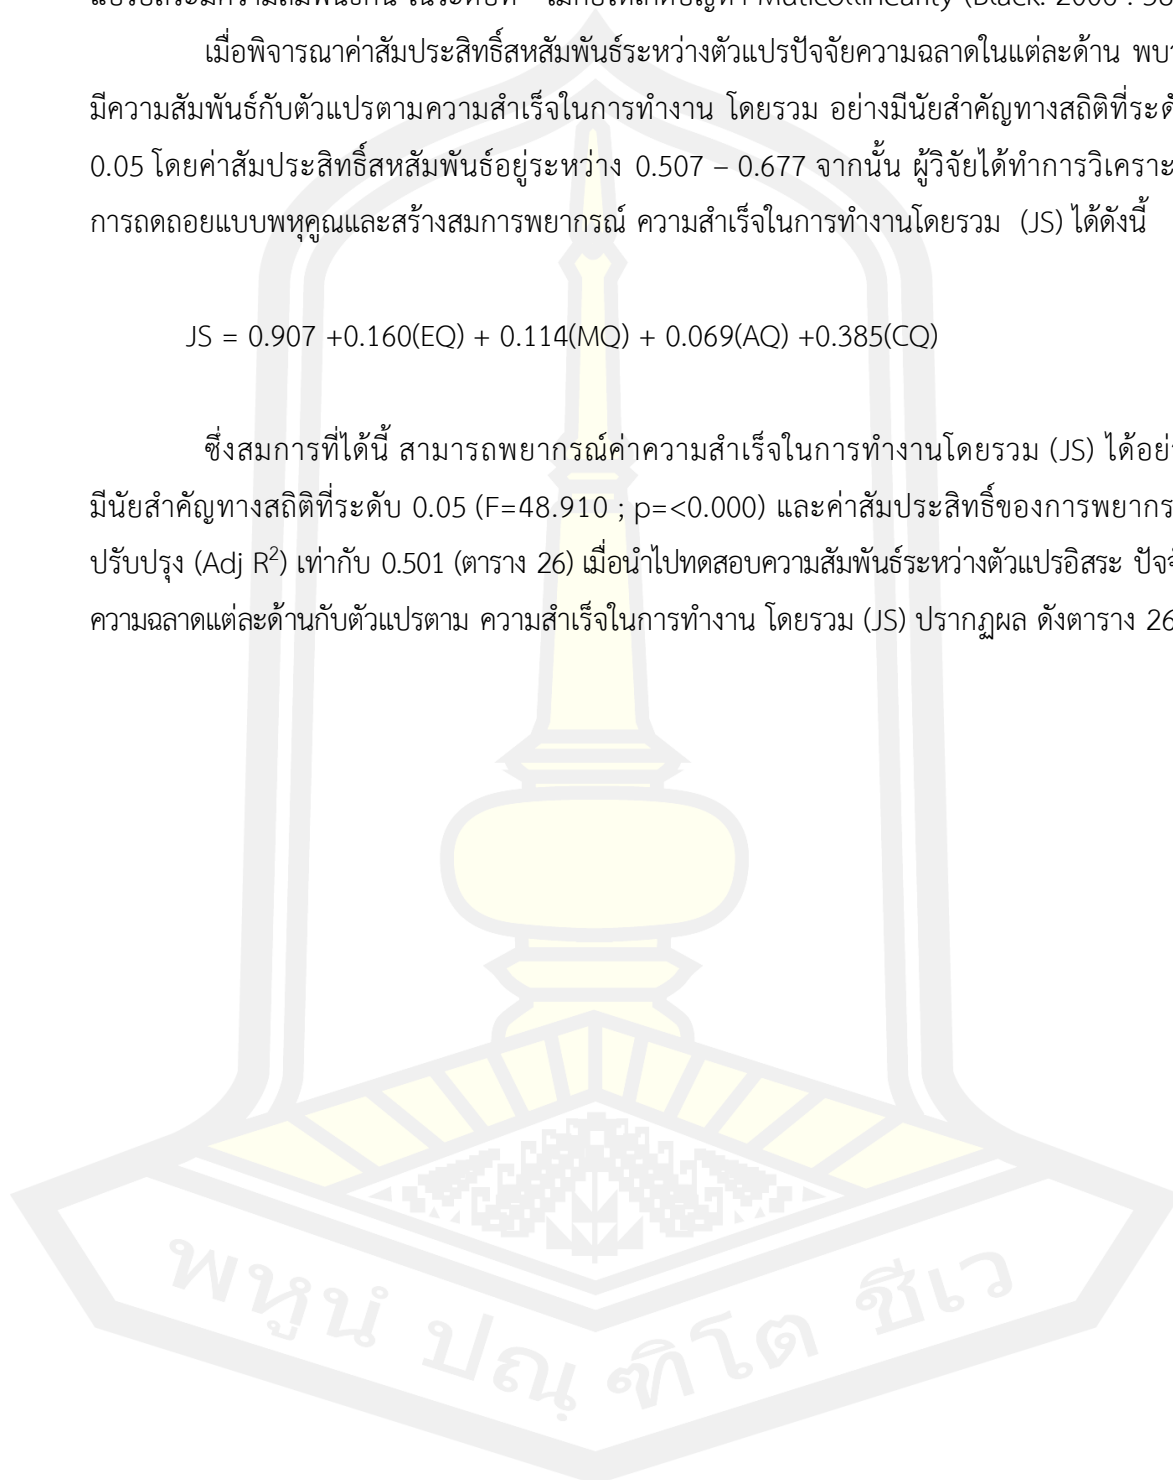 เมื่อพิจารณาค่าสัมประสิทธิ์สหสัมพันธ์ระหว่างตัวแปรปัจจัยความฉลาดในแต่ละด้าน
มีความสัมพันธ์กับตัวแปรตามความสำเร็จในการทำงาน โดยรวม อย่างมีนัยสำคัญทางสถิติที่
0.05 โดยค่าสัมประสิทธิ์สหสัมพันธ์อยู่ระหว่าง 0.507 – 0.677 จากนั้น ผู้วิจัยได้ทำการ
การถดถอยแบบพหุคูณและสร้างสมการพยากรณ์ ความสำเร็จในการทำงานโดยรวม (JS) ได้ดังนี้
JS = 0.907 +0.160(EQ) + 0.114(MQ) + 0.069(AQ) +0.385(CQ)
ซึ่งสมการที่ได้นี้ สามารถพยากรณ์ค่าความสำเร็จในการทำงานโดยรวม (JS)
มีนัยสำคัญทางสถิติที่ระดับ 0.05 (F=48.910 ; p=<0.000) และค่าสัมประสิทธิ์ของการ
ปรับปรุง (Adj R²) เท่ากับ 0.501 (ตาราง 26) เมื่อนำไปทดสอบความสัมพันธ์ระหว่างตัวแปรอิสระ
ความฉลาดแต่ละด้านกับตัวแปรตาม ความสำเร็จในการทำงาน โดยรวม (JS) ปรากฏผล ดังตาราง 26
พหูนํ ปณฺ ฑิโต ชีเว